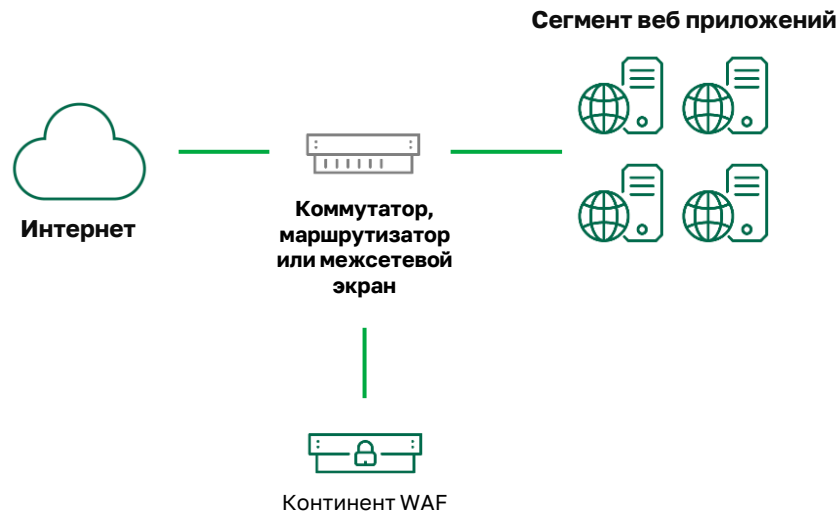 Сегмент веб приложений
Интернет
Коммутатор,
маршрутизатор
или межсетевой
экран
Континент WAF